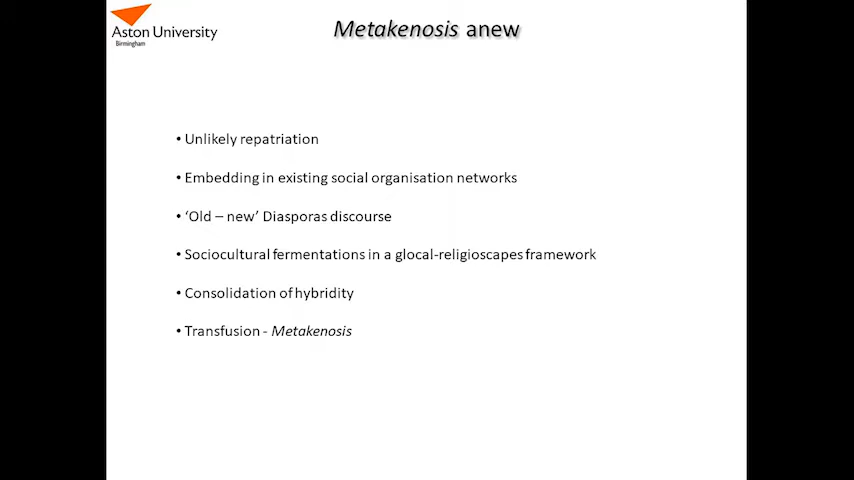 Aston University
Birmingham
Metakenosis anew
• Unlikely repatriation
• Embedding in existing social organisation networks
• ‘Old – new’ Diasporas discourse
• Sociocultural fermentations in a glocal-religioscapes framework
• Consolidation of hybridity
• Transfusion - Metakenosis